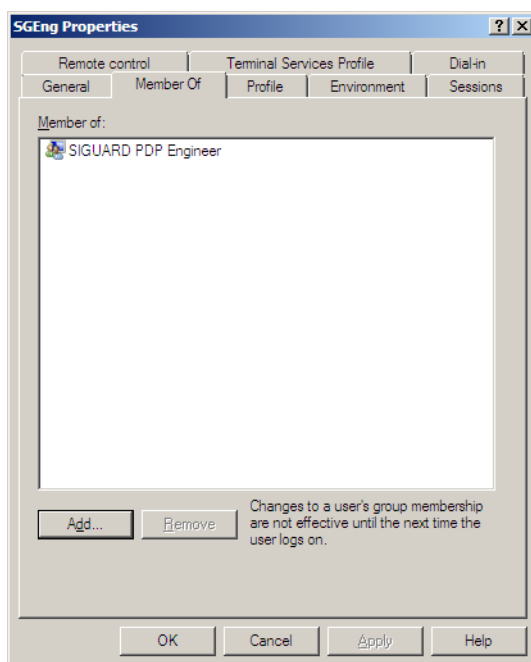 SGEng Properties
Remote control
Terminal Services Profile
Dial-in
General
Member Of
Profile
Environment
Sessions
Member of:
SIGUARD PDP Engineer
Add...
Remove
Changes to a user's group membership
are not effective until the next time the
user logs on.
OK
Cancel
Apply
Help